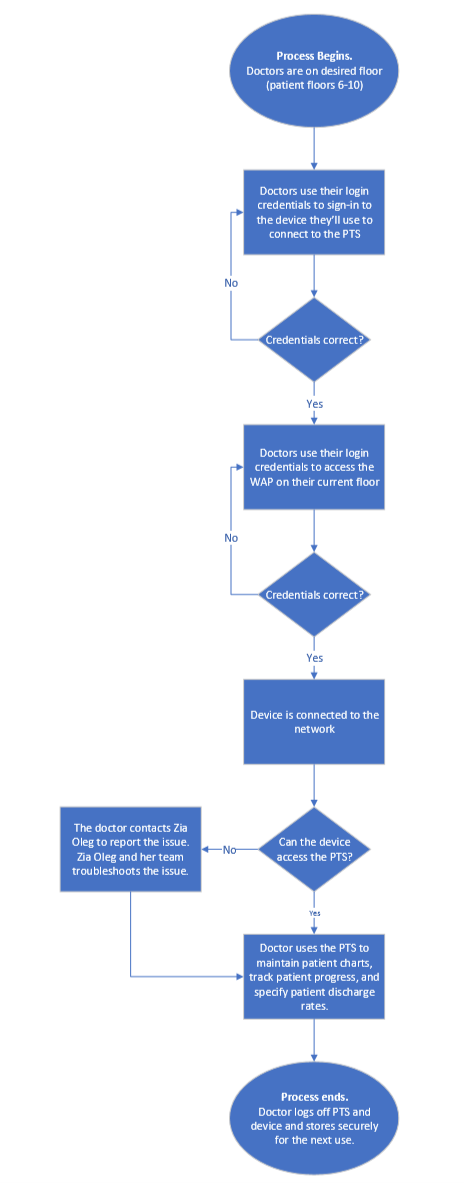 Process Begins.
Doctors are on desired floor
(patient floors 6-10)
Doctors use their login
credentials to sign-in to
the device they'll use to
connect to the PTS
No
Credentials correct?
Yes
Doctors use their login
credentials to access the
WAP on their current floor
No
Credentials correct?
Yes
Device is connected to the
network
The doctor contacts Zia
Oleg to report the issue.
Zia Oleg and her team
troubleshoots the issue.
No
Can the device
access the PTS?
Yes
Doctor uses the PTS to
maintain patient charts,
track patient progress, and
specify patient discharge
rates.
Process ends.
Doctor logs off PTS and
device and stores securely
for the next use.